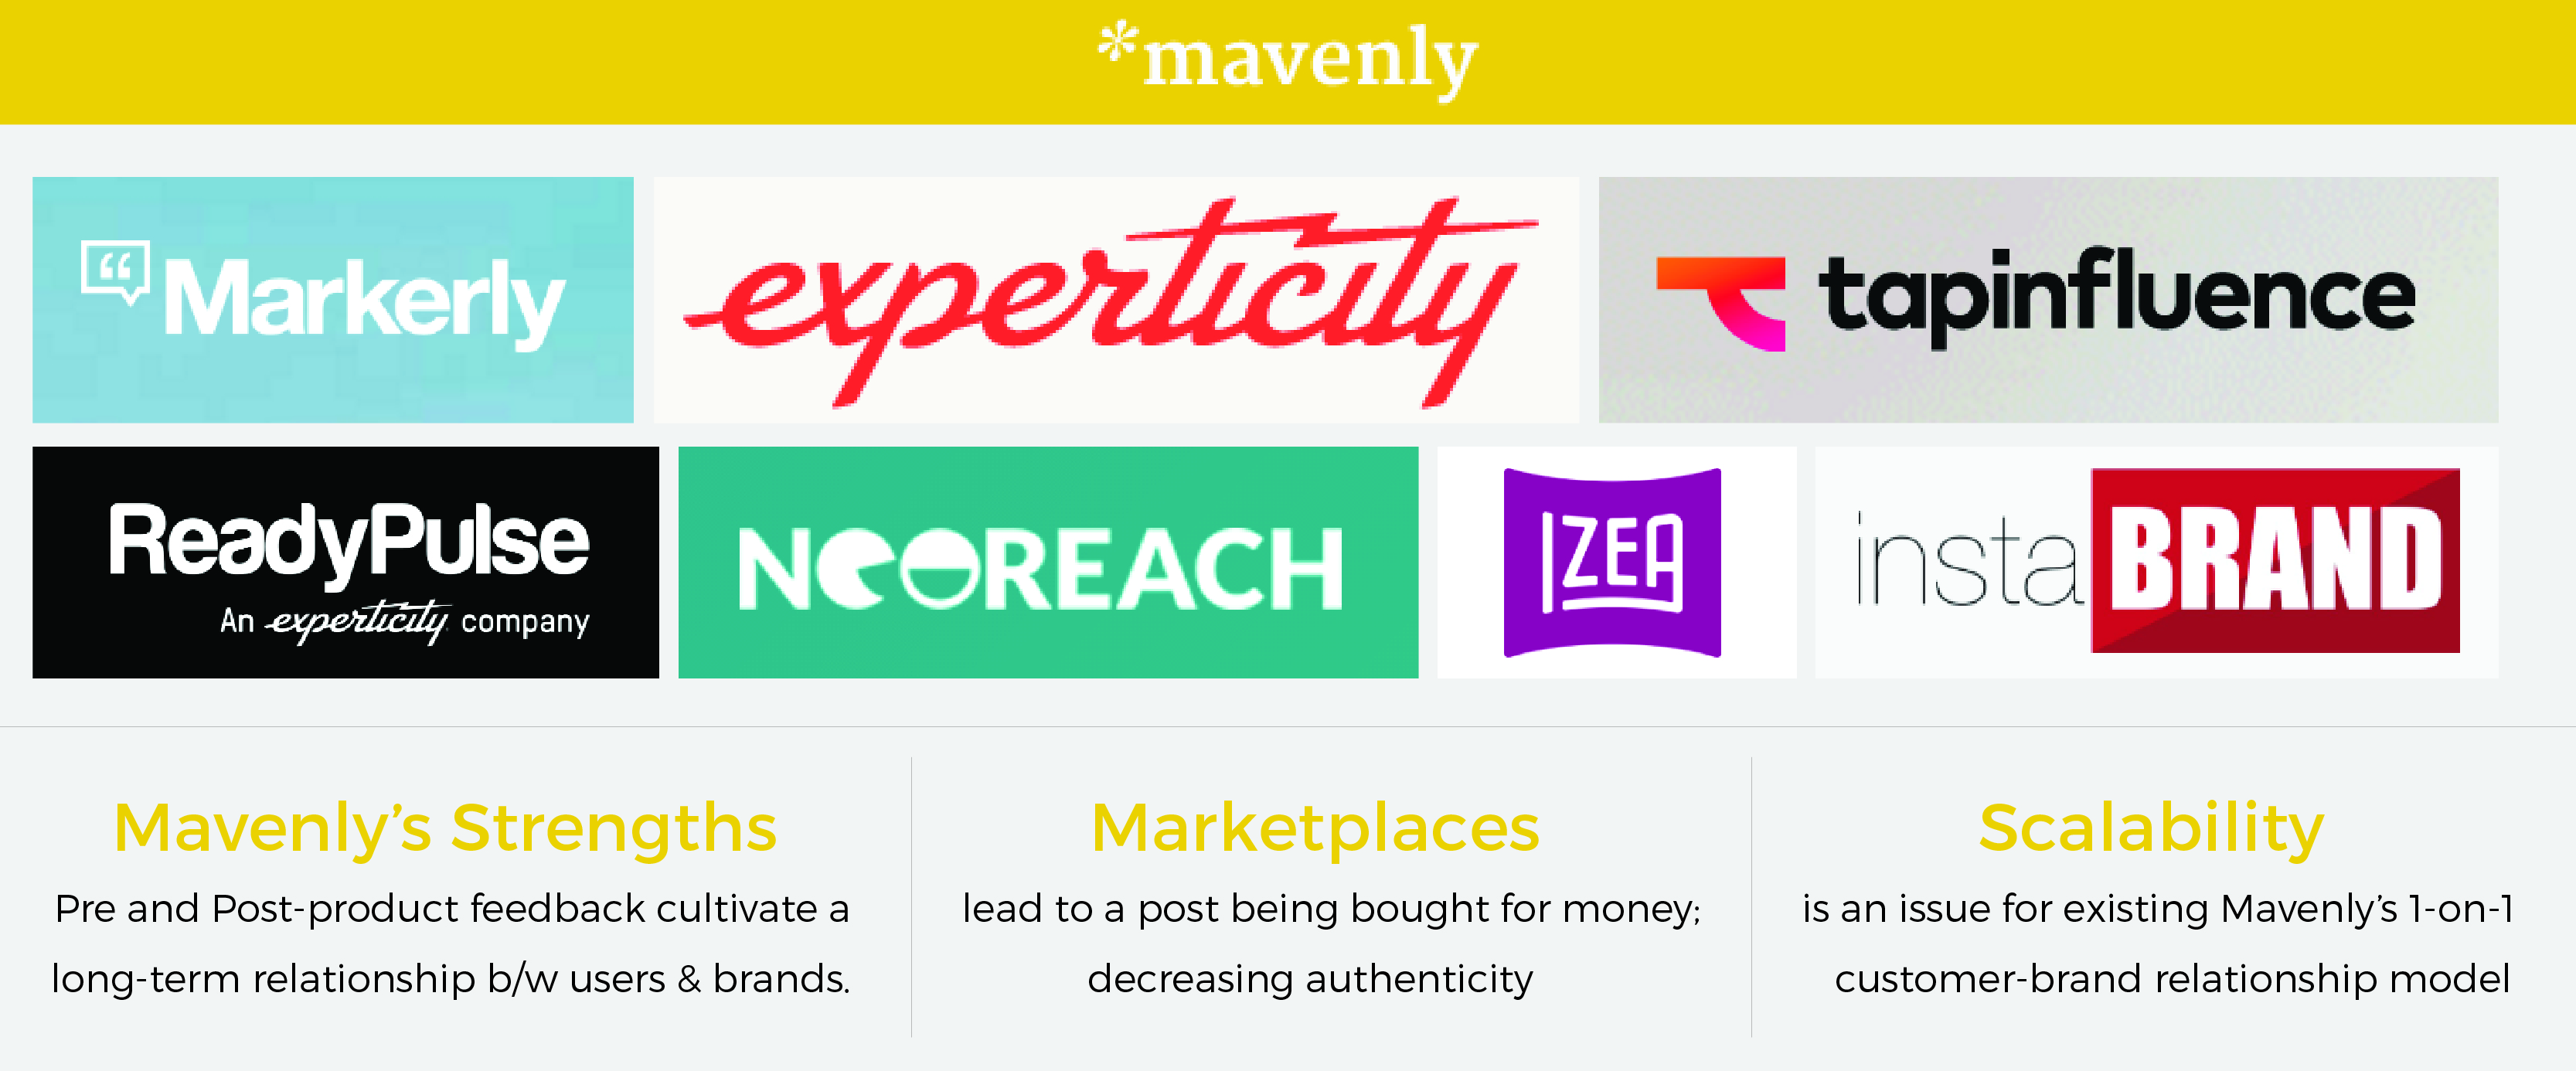 *mavenly
“ Markerly
experticity
tapinfluence
ReadyPulse
An experticity company
NEOREACH
IZEA
instaBRAND
Mavenly’s Strengths
Pre and Post-product feedback cultivate a
long-term relationship b/w users & brands.
Marketplaces
lead to a post being bought for money;
decreasing authenticity
Scalability
is an issue for existing Mavenly’s 1-on-1
customer-brand relationship model